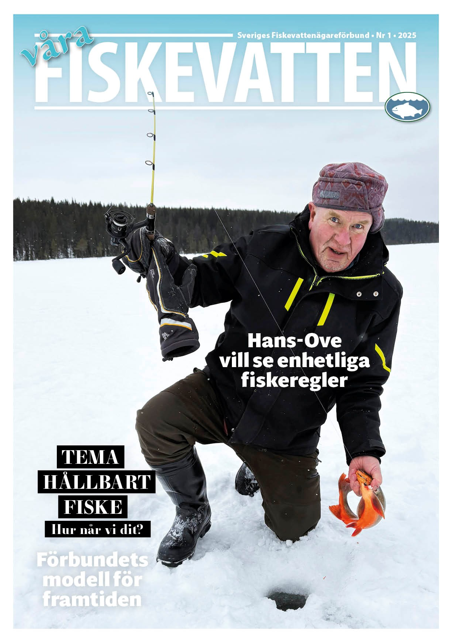 Sveriges Fiskevattenägareförbund • Nr 1 • 2025
våra
FISKEVATTEN
Hans-Ove
vill se enhetliga
fiskeregler
TEMA
HÅLLBART
FISKE
Hur når vi dit?
Förbundets
modell för
framtiden